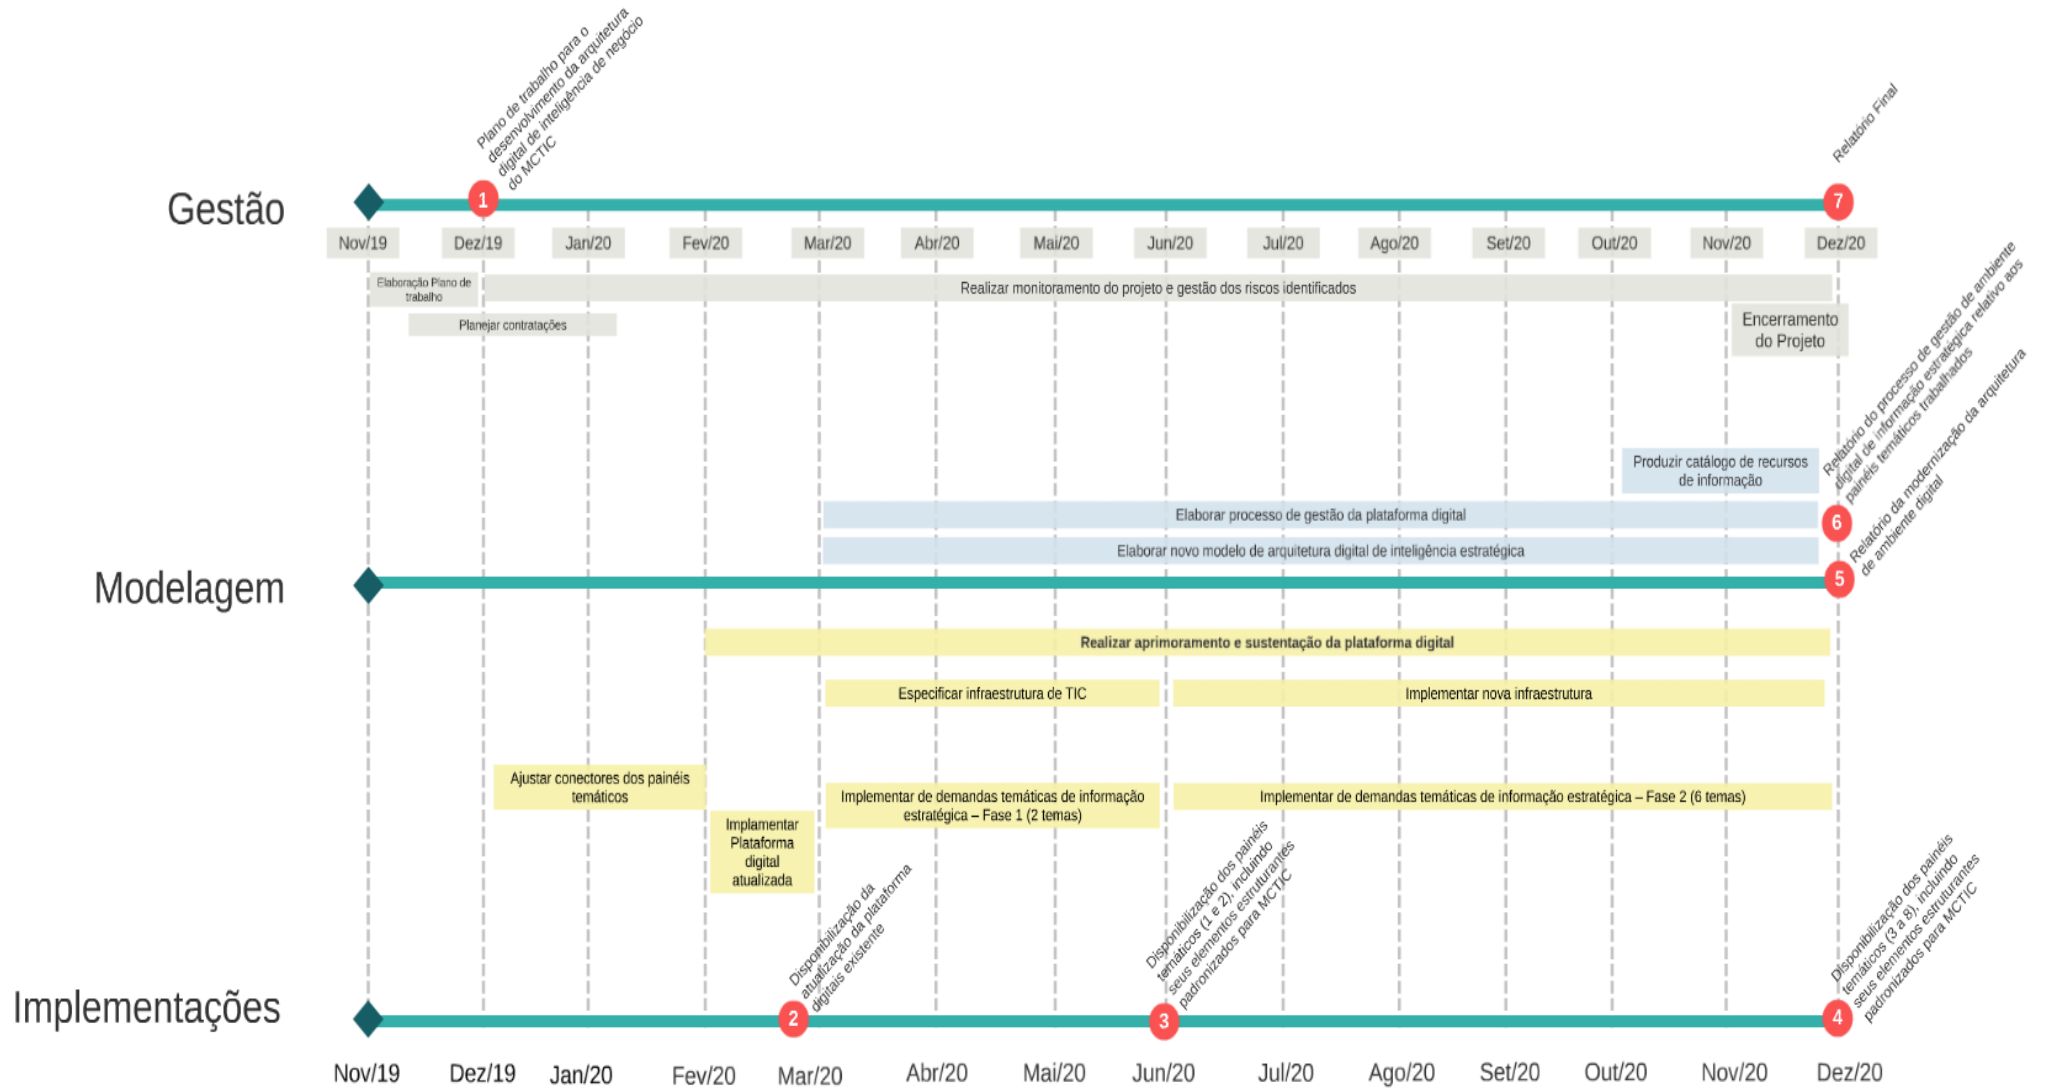 Plano de trabalho para o
desenvolvimento da arquitetura
digital de inteligência de negócio
do MCTIC
Relatório Final
Gestão
1
7
Nov/19
Dez/19
Jan/20
Fev/20
Mar/20
Abr/20
Mai/20
Jun/20
Jul/20
Ago/20
Set/20
Out/20
Nov/20
Dez/20
Elaboração Plano de
trabalho
Realizar monitoramento do projeto e gestão dos riscos identificados
Planejar contratações
Encerramento
do Projeto
Relatório do processo de gestão de ambiente
digital de informação estratégica relativo aos
painéis temáticos trabalhados
Produzir catálogo de recursos
de informação
Elaborar processo de gestão da plataforma digital
6
Elaborar novo modelo de arquitetura digital de inteligência estratégica
Relatório da modernização da arquitetura
de ambiente digital
Modelagem
5
Realizar aprimoramento e sustentação da plataforma digital
Especificar infraestrutura de TIC
Implementar nova infraestrutura
Ajustar conectores dos painéis
temáticos
Implementar de demandas temáticas de informação
estratégica – Fase 1 (2 temas)
Implementar de demandas temáticas de informação estratégica – Fase 2 (6 temas)
Implamentar
Plataforma
digital
atualizada
Disponibilização da
atualização da plataforma
digitais existente
Disponibilização dos painéis
temáticos (1 e 2), incluindo
seus elementos estruturantes
padronizados para MCTIC
Disponibilização dos painéis
temáticos (3 a 8), incluindo
seus elementos estruturantes
padronizados para MCTIC
Implementações
2
3
4
Nov/19
Dez/19
Jan/20
Fev/20
Mar/20
Abr/20
Mai/20
Jun/20
Jul/20
Ago/20
Set/20
Out/20
Nov/20
Dez/20